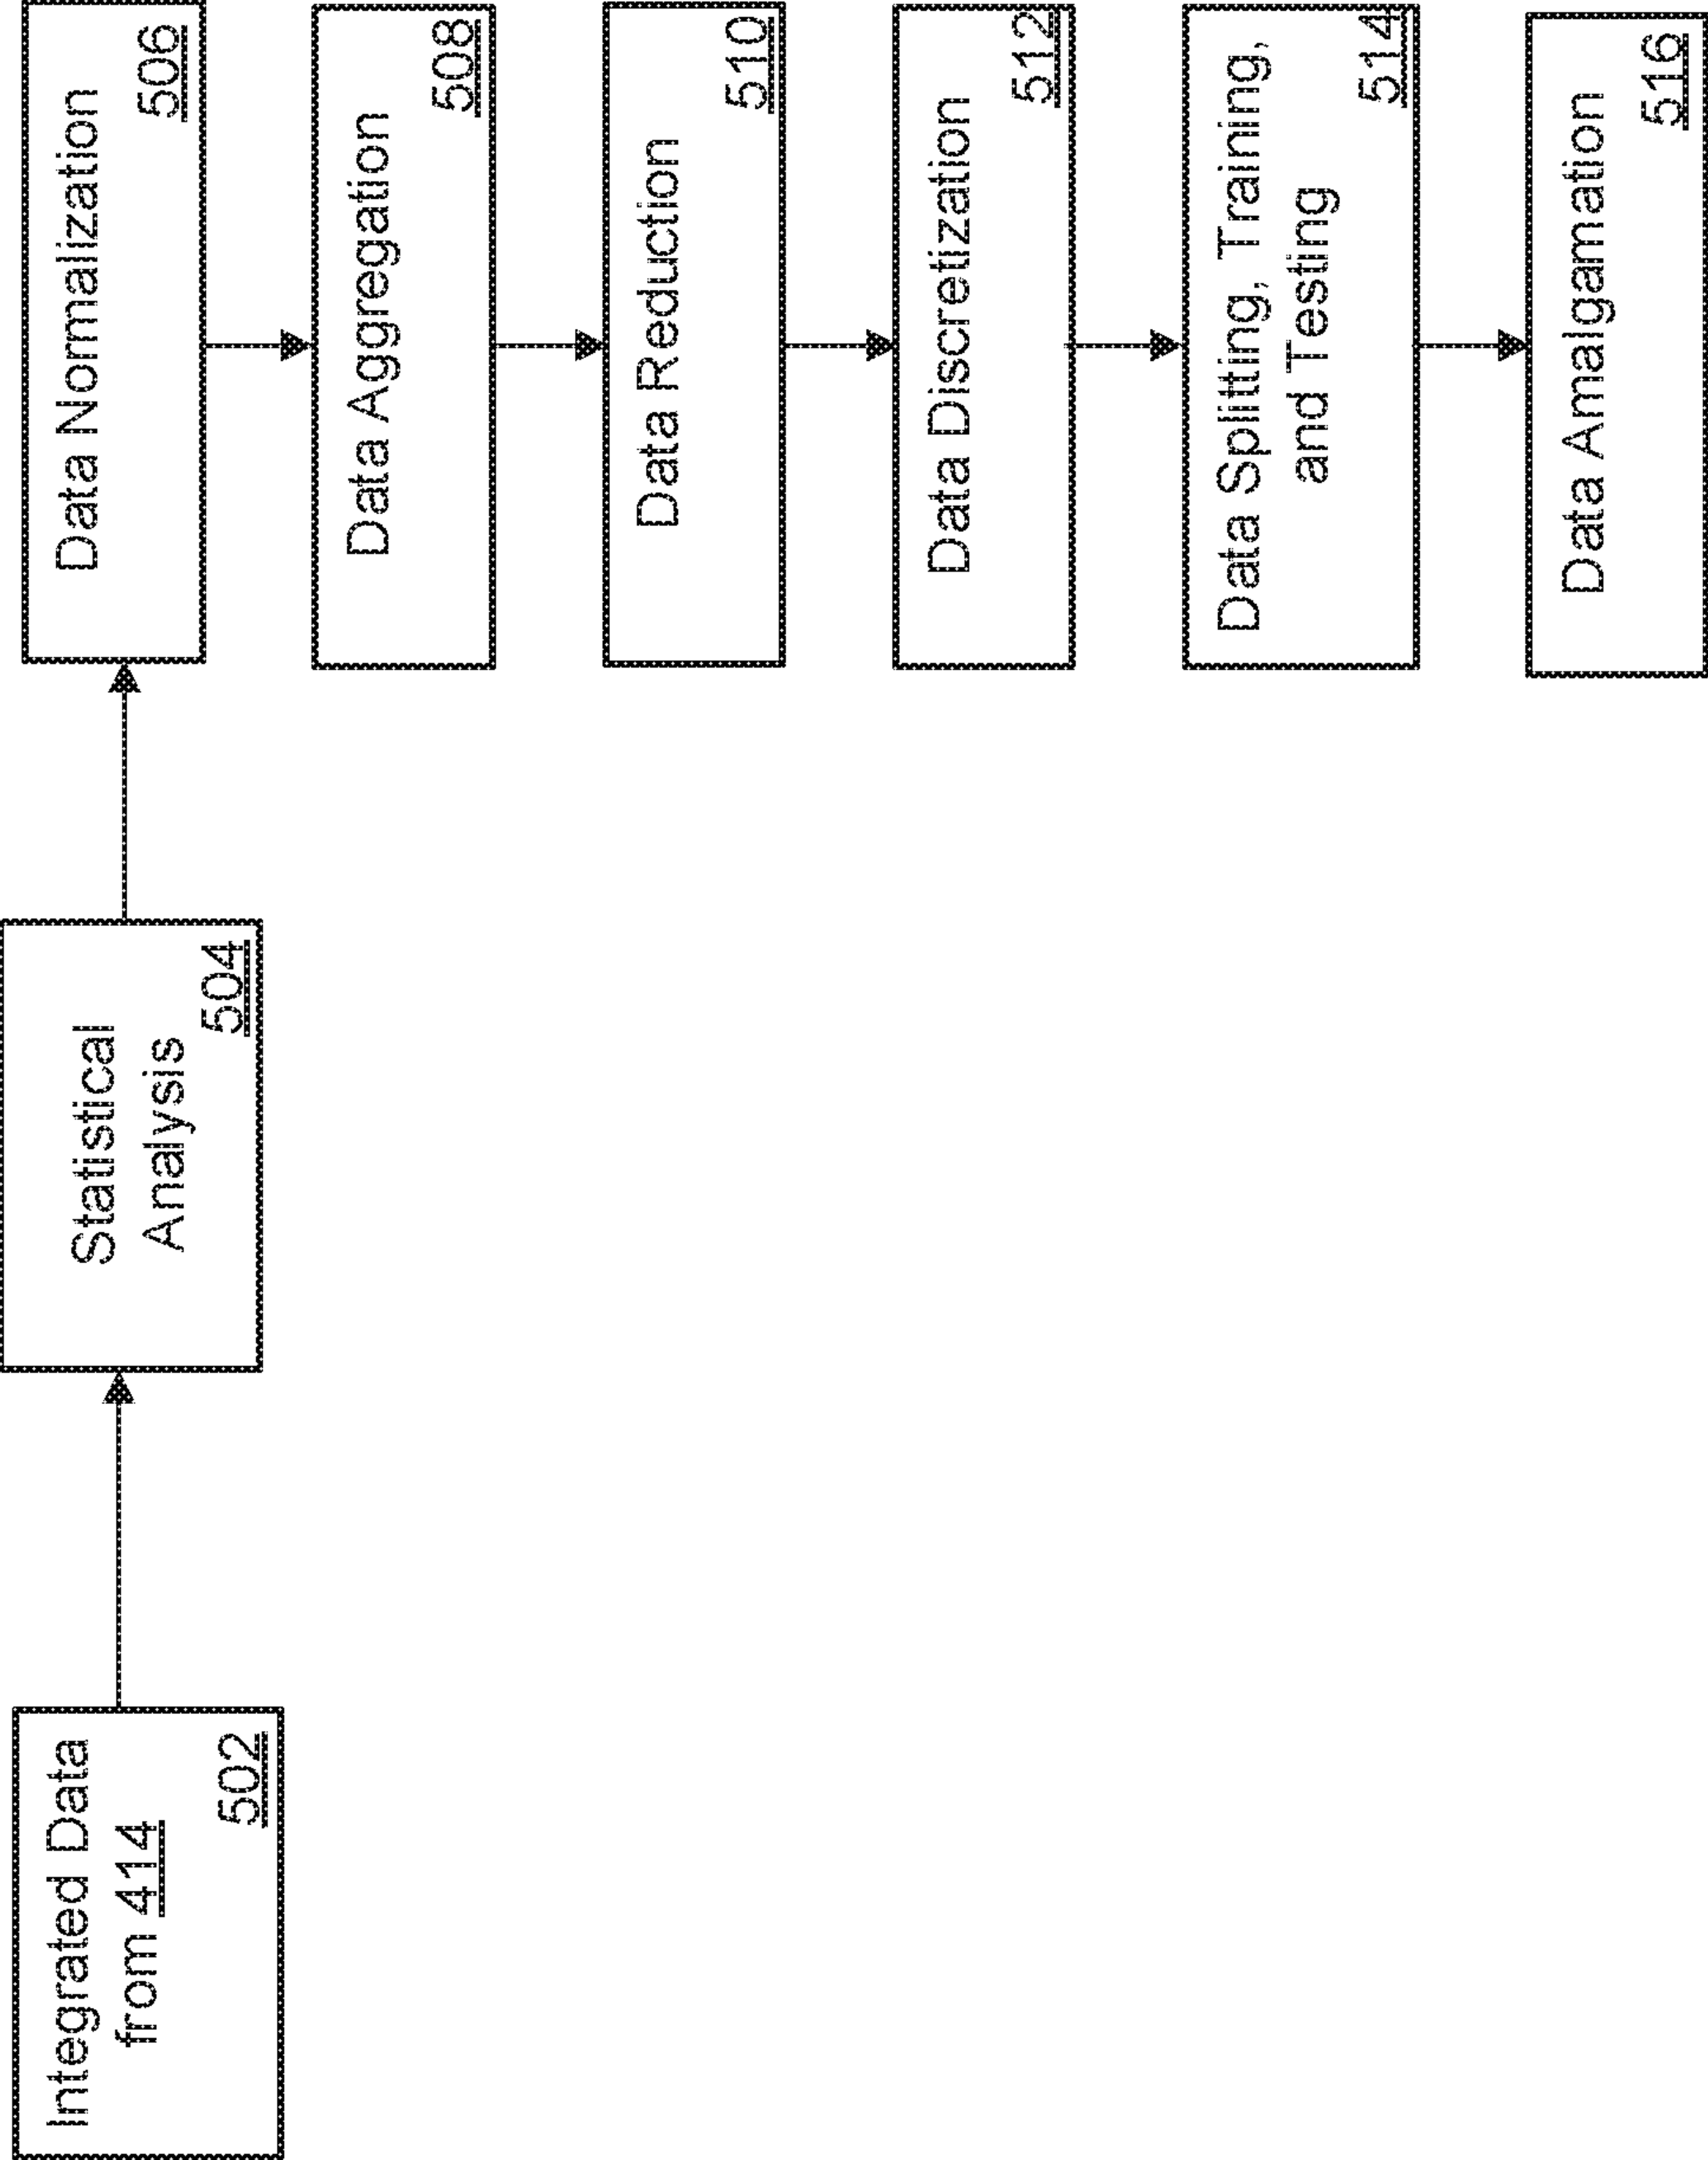 Integrated Data
from 414
502
Statistical
Analysis
504
Data Normalization
506
Data Aggregation
508
Data Reduction
510
Data Discretization
512
Data Splitting, Training,
and Testing
514
Data Amalgamation
516